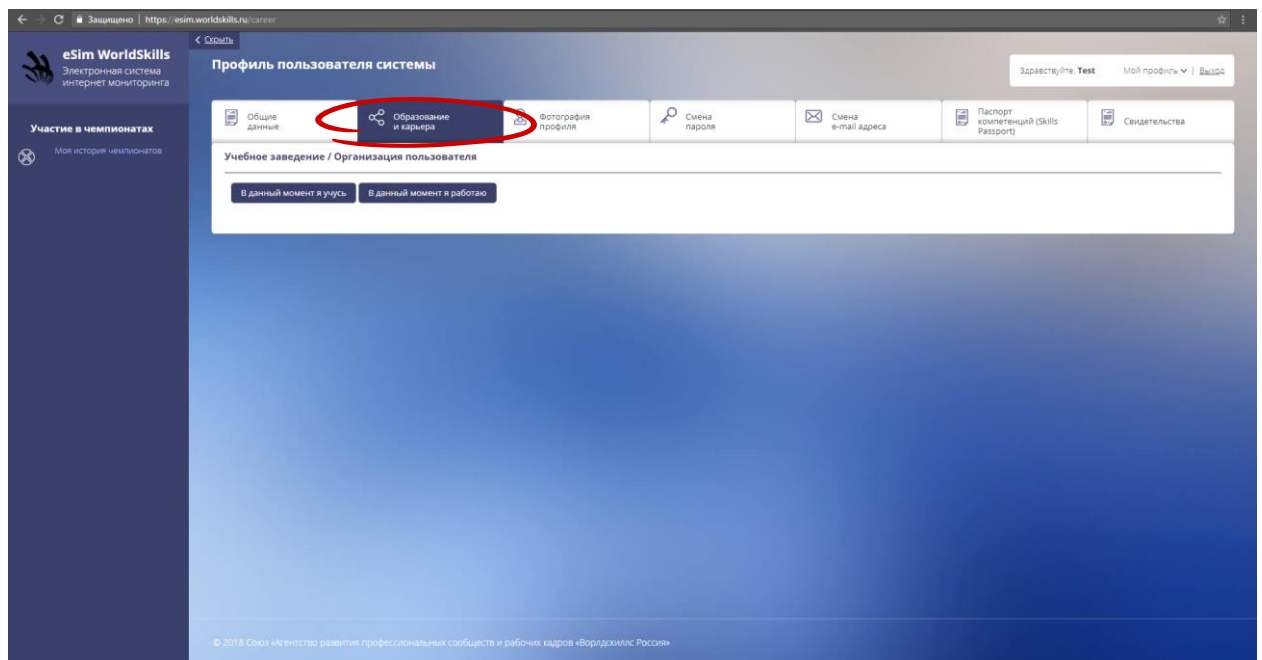 Защищено | https://esim.worldskills.ru/career
eSim WorldSkills
Электронная система
интернет мониторинга
Участие в чемпионатах
Моя история чемпионатов
Скрыть
Профиль пользователя системы
Здравствуйте, Test
Мой профиль
| Выход
Общие
данные
Образование
и карьера
Фотография
профиля
Смена
пароля
Смена
e-mail адреса
Паспорт
компетенций (Skills
Passport)
Свидетельства
Учебное заведение / Организация пользователя
В данный момент я учусь
В данный момент я работаю
© 2018 Союз «Агентство развития профессиональных сообществ и рабочих кадров «Ворлдскиллс Россия»